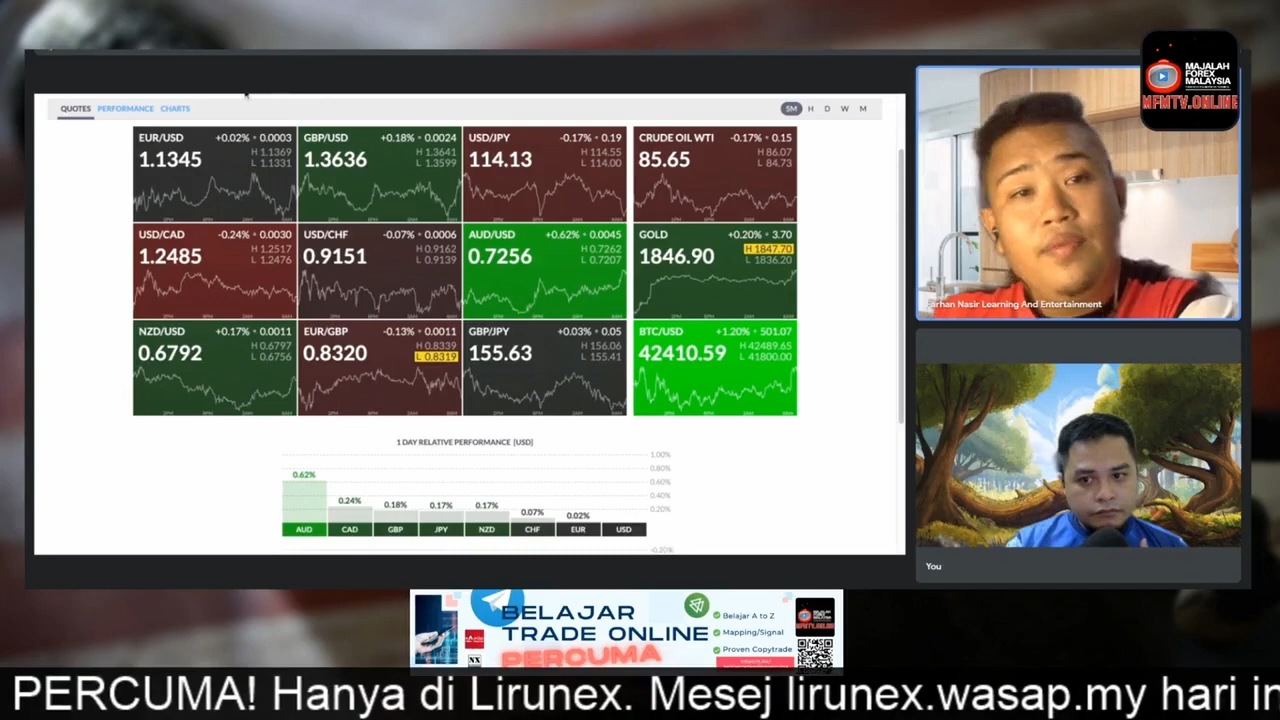 QUOTES PERFORMANCE CHARTS
5M H D W M
EUR/USD +0.02% • 0.0003
1.1345 H 1.1369
L 1.1331
GBP/USD +0.18% • 0.0024
1.3636 H 1.3641
L 1.3599
USD/JPY -0.17% • 0.19
114.13 H 114.55
L 114.00
CRUDE OIL WTI -0.17% • 0.15
85.65 H 86.07
L 84.73
USD/CAD -0.24% • 0.0030
1.2485 H 1.2517
L 1.2476
USD/CHF -0.07% • 0.0006
0.9151 H 0.9162
L 0.9139
AUD/USD +0.62% • 0.0045
0.7256 H 0.7262
L 0.7207
GOLD +0.20% • 3.70
1846.90 H 1847.70
L 1836.20
NZD/USD +0.17% • 0.0011
0.6792 H 0.6797
L 0.6756
EUR/GBP -0.13% • 0.0011
0.8320 H 0.8339
L 0.8319
GBP/JPY +0.03% • 0.05
155.63 H 156.06
L 155.41
BTC/USD +1.20% • 501.07
42410.59 H 42489.65
L 41800.00
1 DAY RELATIVE PERFORMANCE [USD]
1.00%
0.80%
0.60%
0.40%
0.20%
-0.20%
0.62% 0.24% 0.18% 0.17% 0.17% 0.07% 0.02%
AUD CAD GBP JPY NZD CHF EUR USD
MAJALAH
FOREX
MALAYSIA
MFMTV.ONLINE
Farhan Nasir Learning And Entertainment
You
BELAJAR
TRADE ONLINE
PERCUMA
Belajar A to Z
Mapping/Signal
Proven Copytrade
PERCUMA! Hanya di Lirunex. Mesej lirunex.wasap.my hari in